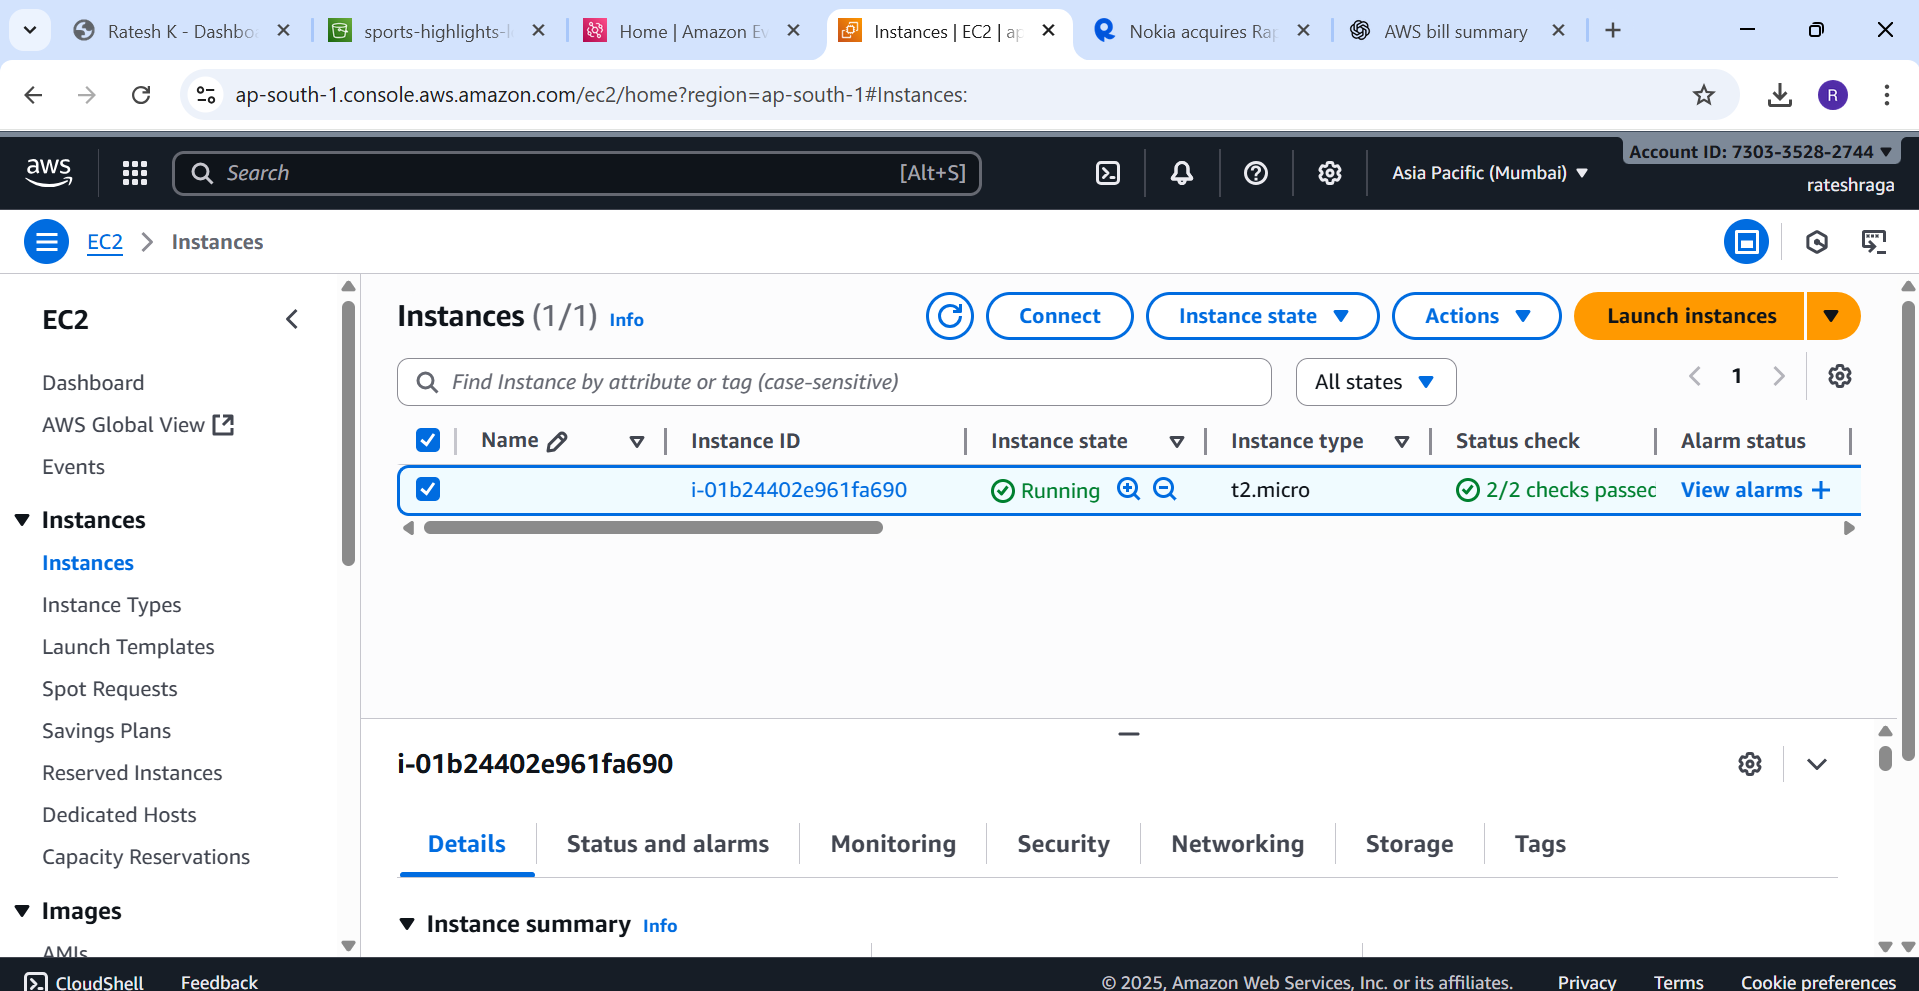 Ratesh K - Dashbo
sports-highlights-
Home | Amazon Ev
Instances | EC2 | ap
Nokia acquires Rap
AWS bill summary
ap-south-1.console.aws.amazon.com/ec2/home?region=ap-south-1#Instances:
R
aws
Search
[Alt+S]
Asia Pacific (Mumbai)
Account ID: 7303-3528-2744
rateshraga
EC2
Instances
EC2
Dashboard
AWS Global View
Events
Instances
Instances
Instance Types
Launch Templates
Spot Requests
Savings Plans
Reserved Instances
Dedicated Hosts
Capacity Reservations
Images
AMIs
Instances (1/1) Info
Connect
Instance state
Actions
Launch instances
Find Instance by attribute or tag (case-sensitive)
All states
1
Name
Instance ID
Instance state
Instance type
Status check
Alarm status
i-01b24402e961fa690
Running
t2.micro
2/2 checks passed
View alarms +
i-01b24402e961fa690
Details
Status and alarms
Monitoring
Security
Networking
Storage
Tags
Instance summary Info
CloudShell
Feedback
© 2025, Amazon Web Services, Inc. or its affiliates.
Privacy
Terms
Cookie preferences